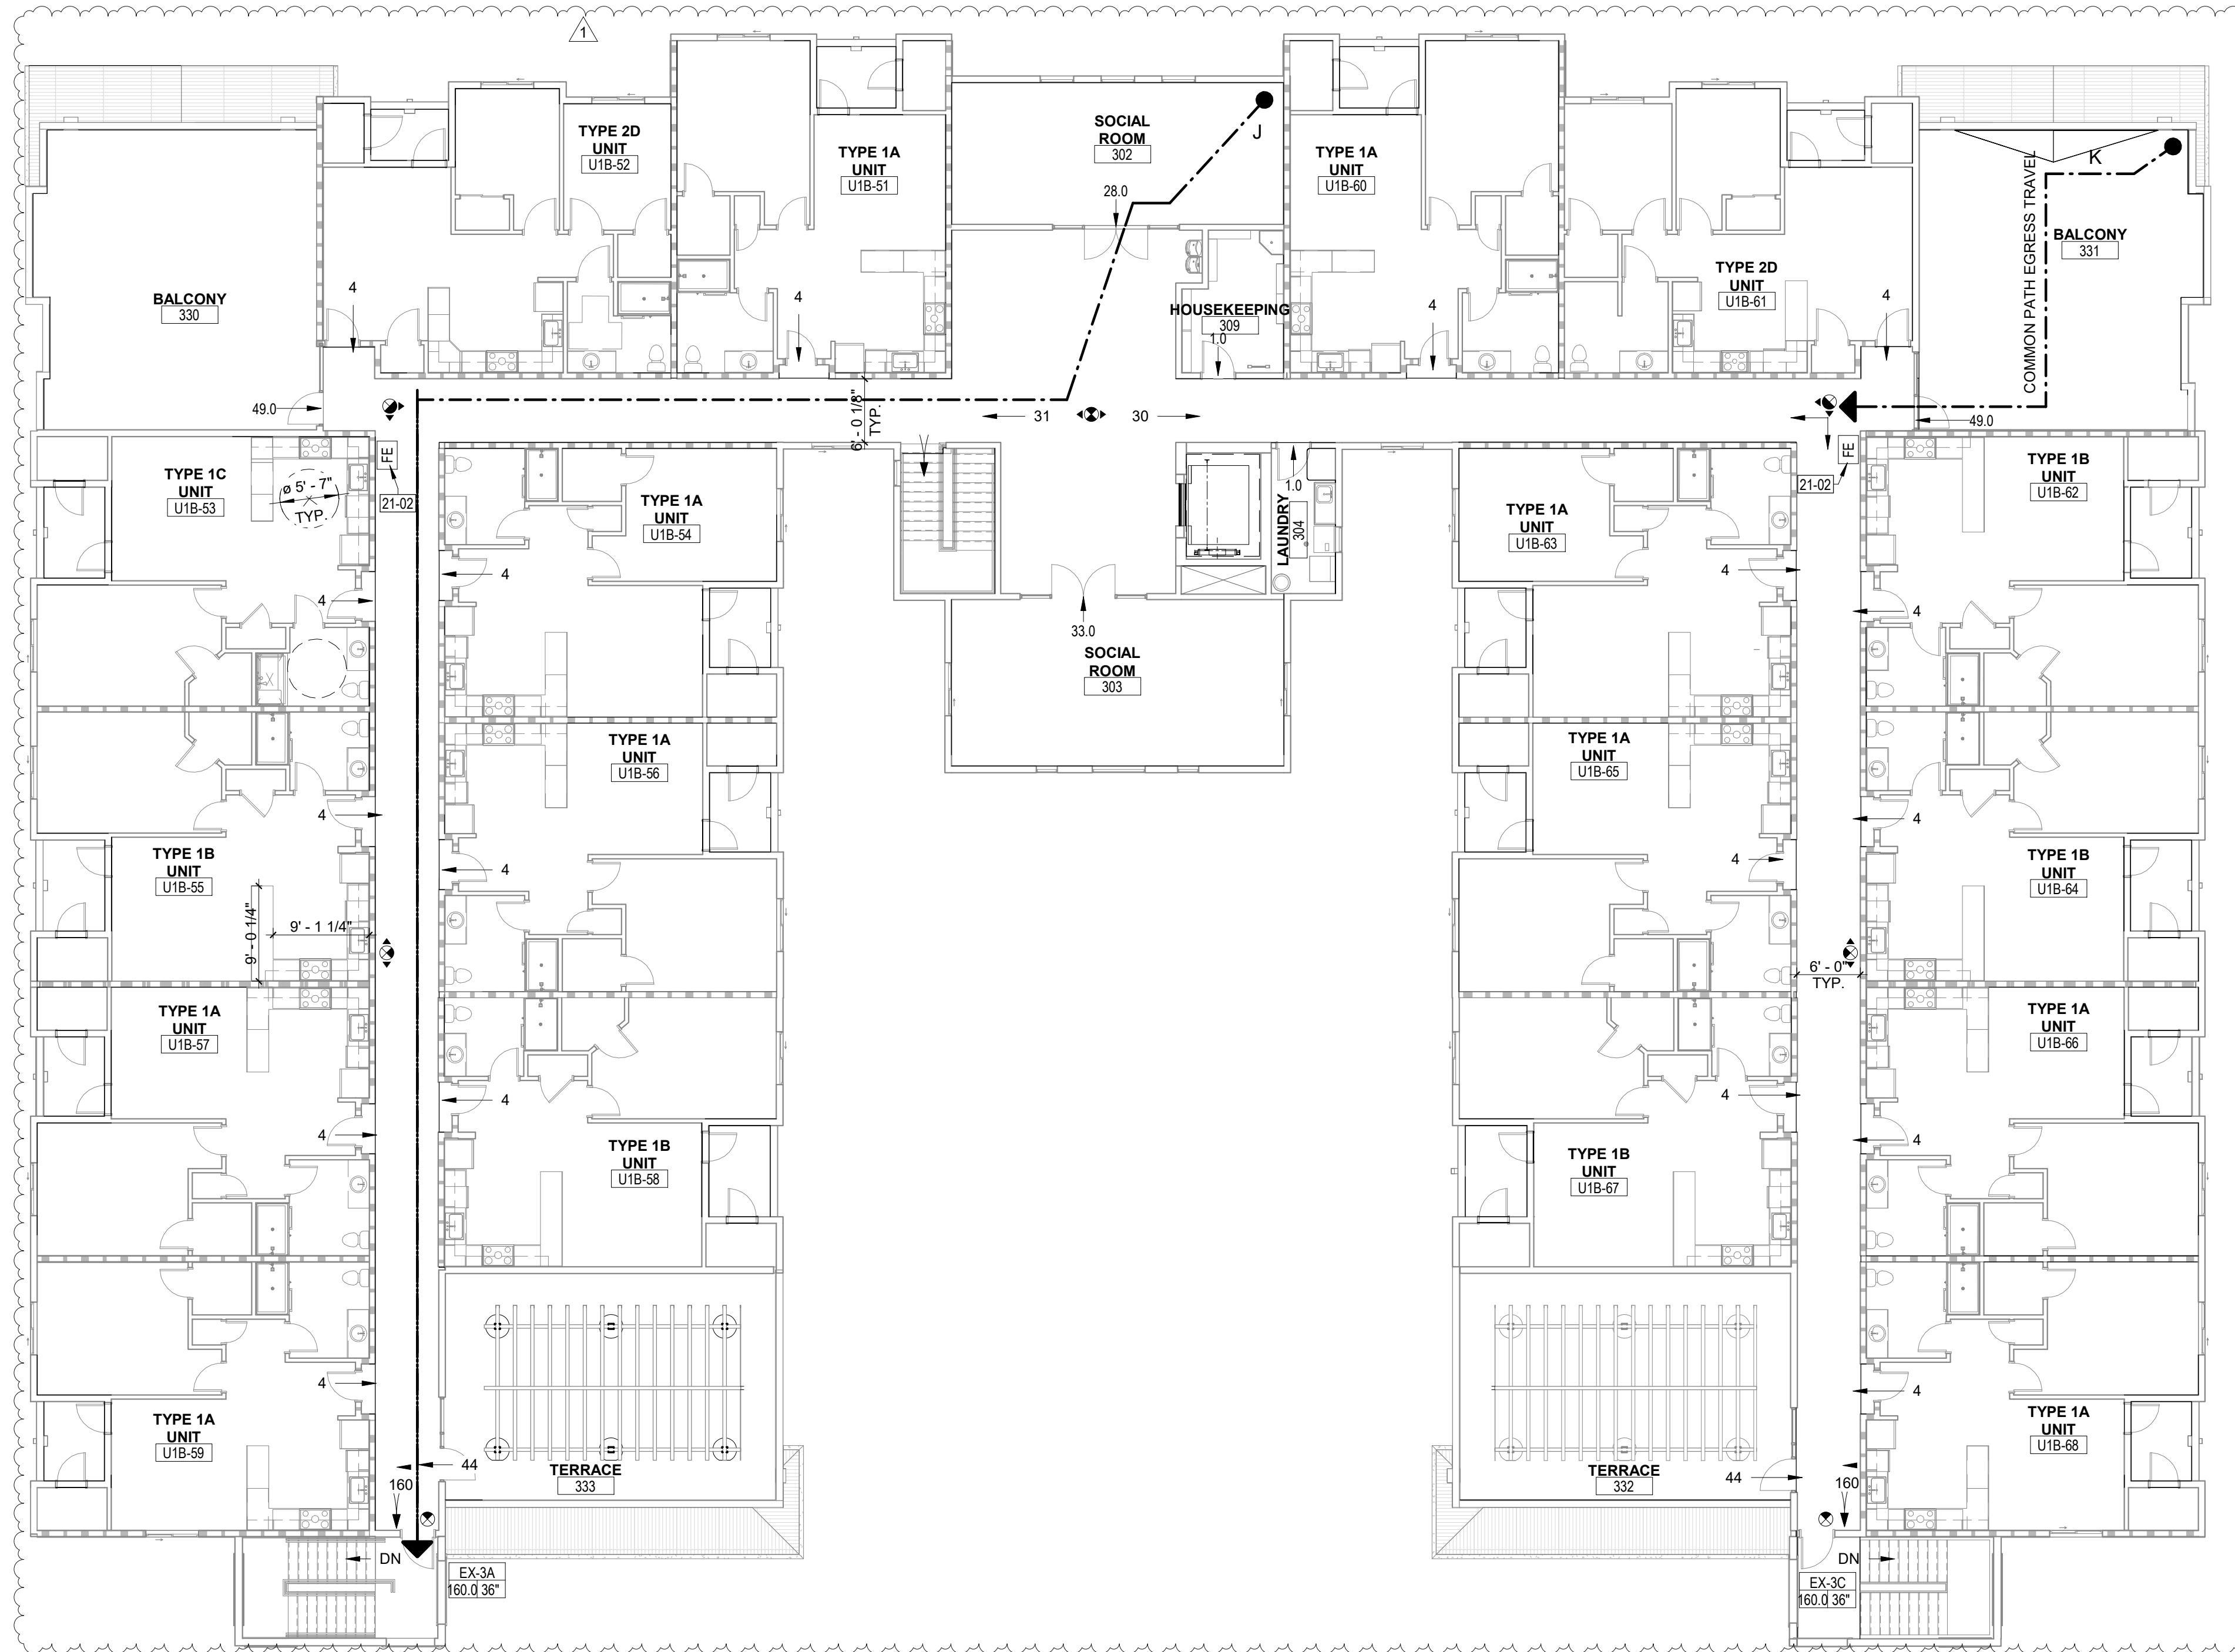 1
TYPE 2D
UNIT
U1B-52
TYPE 1A
UNIT
U1B-51
SOCIAL
ROOM
302
J
28.0
TYPE 1A
UNIT
U1B-60
TYPE 2D
UNIT
U1B-61
COMMON PATH EGRESS TRAVEL
K
BALCONY
331
BALCONY
330
4
4
HOUSEKEEPING
309
1.0
4
4
49.0
6' - 0 1/8"
TYP.
31
30
49.0
TYPE 1C
UNIT
U1B-53
ø 5' - 7"
TYP.
FE
21-02
TYPE 1A
UNIT
U1B-54
1.0
LAUNDRY
304
TYPE 1A
UNIT
U1B-63
FE
21-02
TYPE 1B
UNIT
U1B-62
4
4
4
4
33.0
SOCIAL
ROOM
303
TYPE 1A
UNIT
U1B-56
TYPE 1A
UNIT
U1B-65
4
4
TYPE 1B
UNIT
U1B-55
4
4
TYPE 1B
UNIT
U1B-64
9' - 0 1/4"
9' - 1 1/4"
6' - 0"
TYP.
TYPE 1A
UNIT
U1B-57
TYPE 1A
UNIT
U1B-66
4
4
4
4
TYPE 1B
UNIT
U1B-58
TYPE 1B
UNIT
U1B-67
4
4
TYPE 1A
UNIT
U1B-59
TYPE 1A
UNIT
U1B-68
44
TERRACE
333
TERRACE
332
44
160
160
DN
DN
EX-3A
160.0 36"
EX-3C
160.0 36"